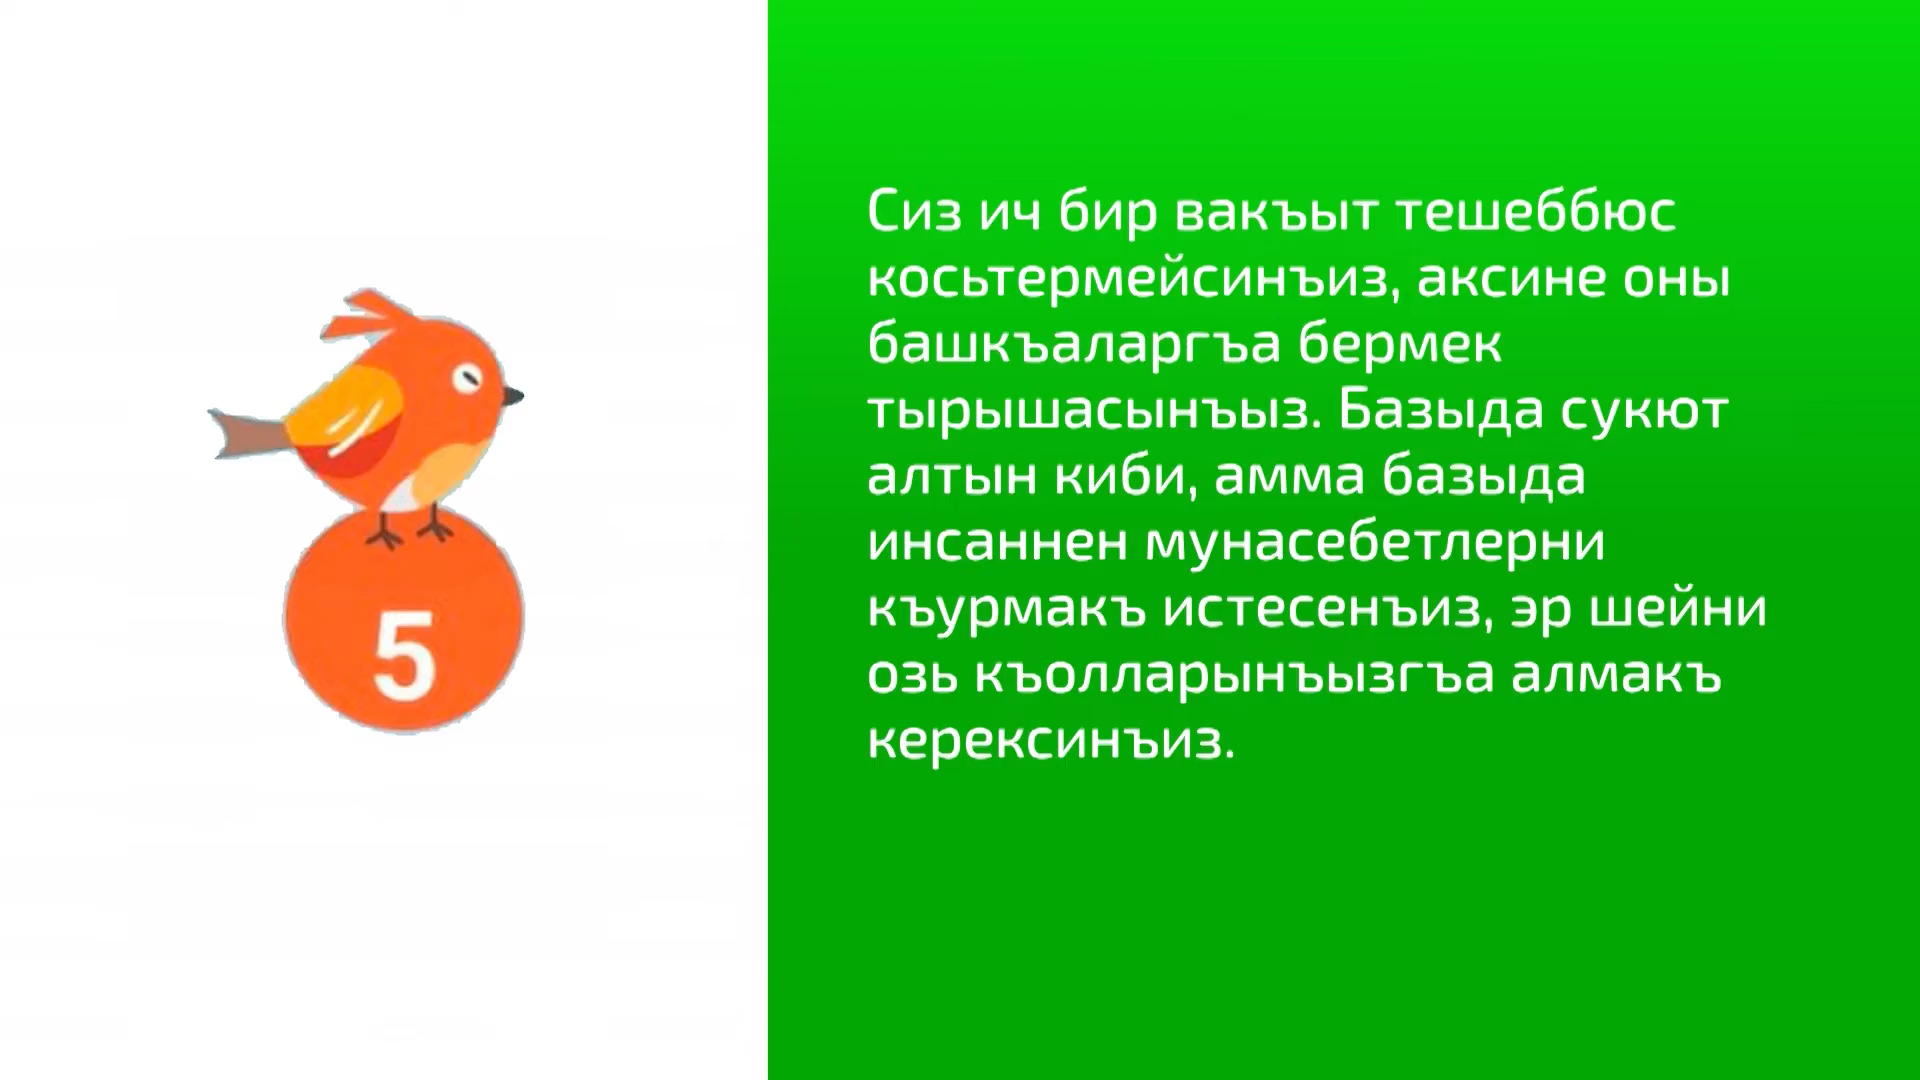 5
Сиз ич бир вакъыт тешеббюс
косьтермейсинъиз, аксине оны
башкъаларгъа бермек
тырышасынъыз. Базыда сукют
алтын киби, амма базыда
инсаннен мунасебетлерни
къурмакъ истесенъиз, эр шейни
озь къолларынъызгъа алмакъ
керексинъиз.